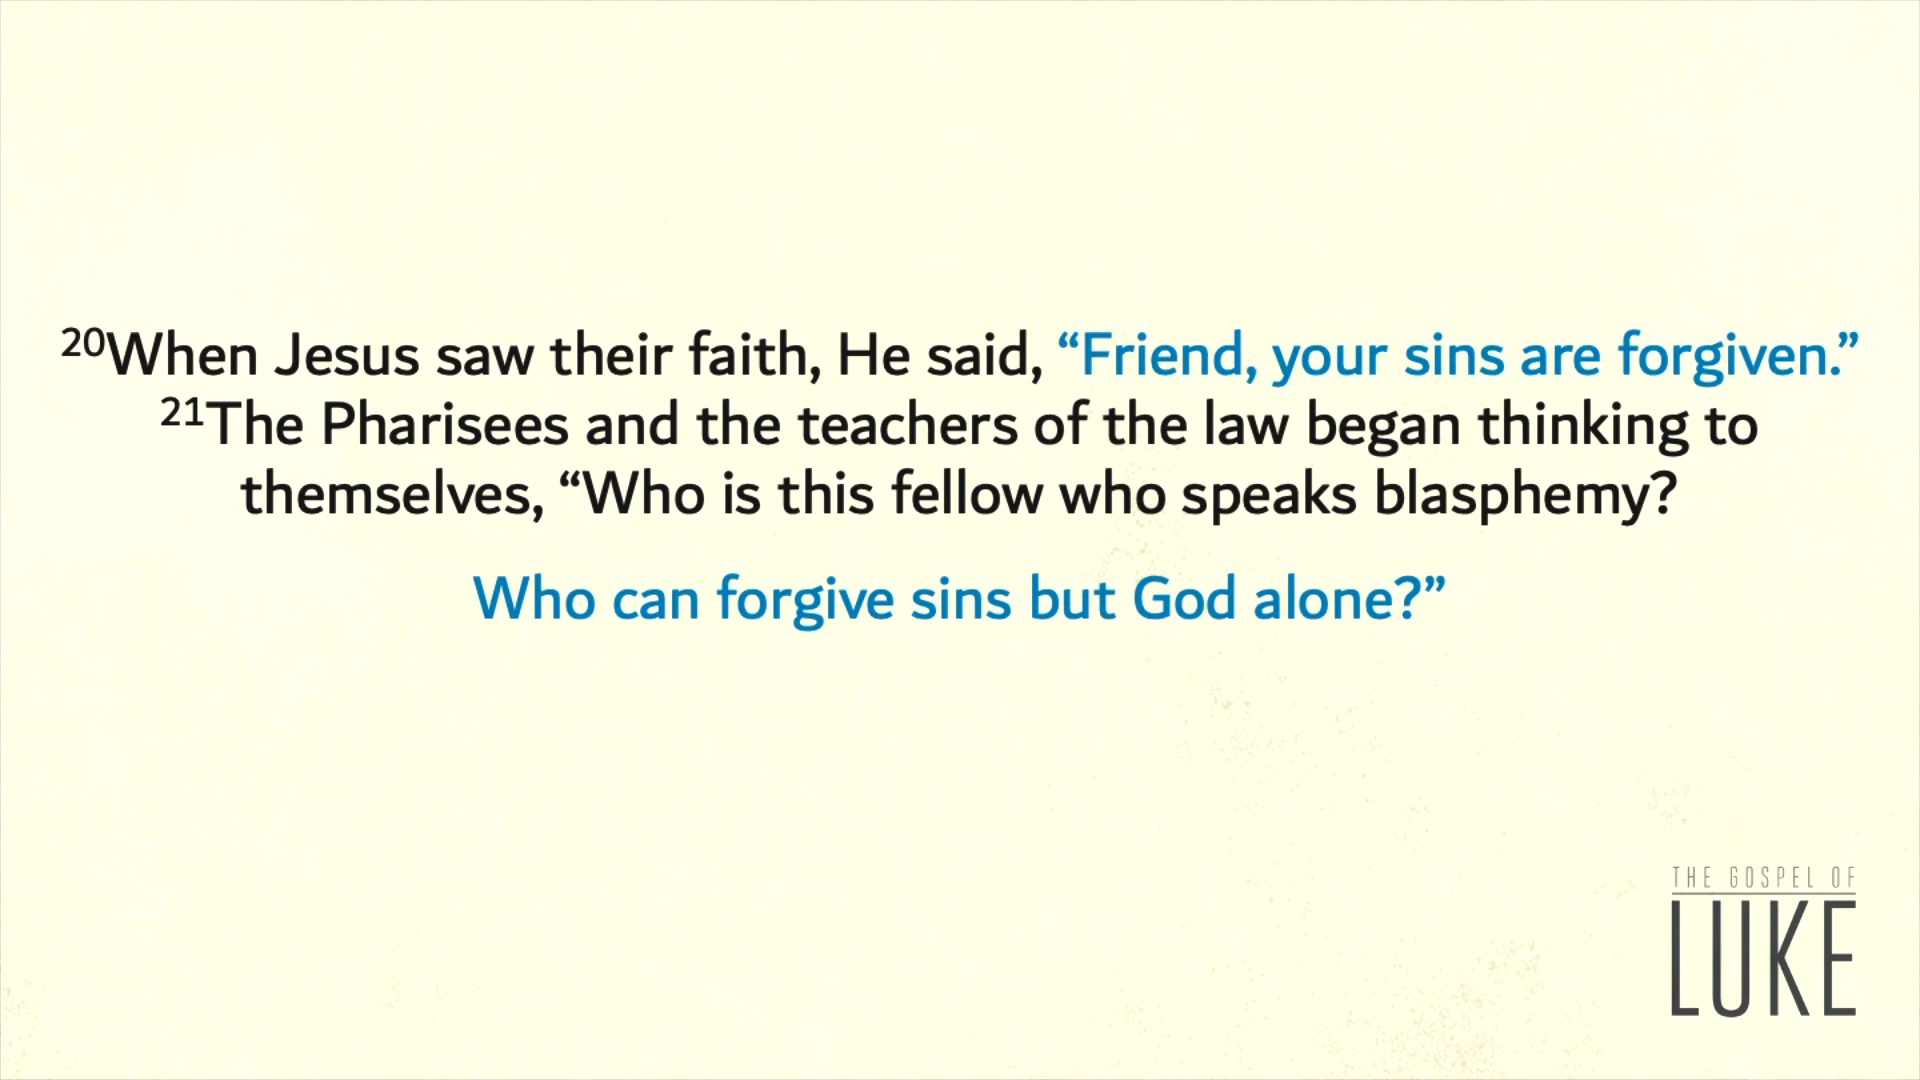 20When Jesus saw their faith, He said, “Friend, your sins are forgiven.”
21The Pharisees and the teachers of the law began thinking to
themselves, “Who is this fellow who speaks blasphemy?
Who can forgive sins but God alone?”
THE GOSPEL OF
LUKE